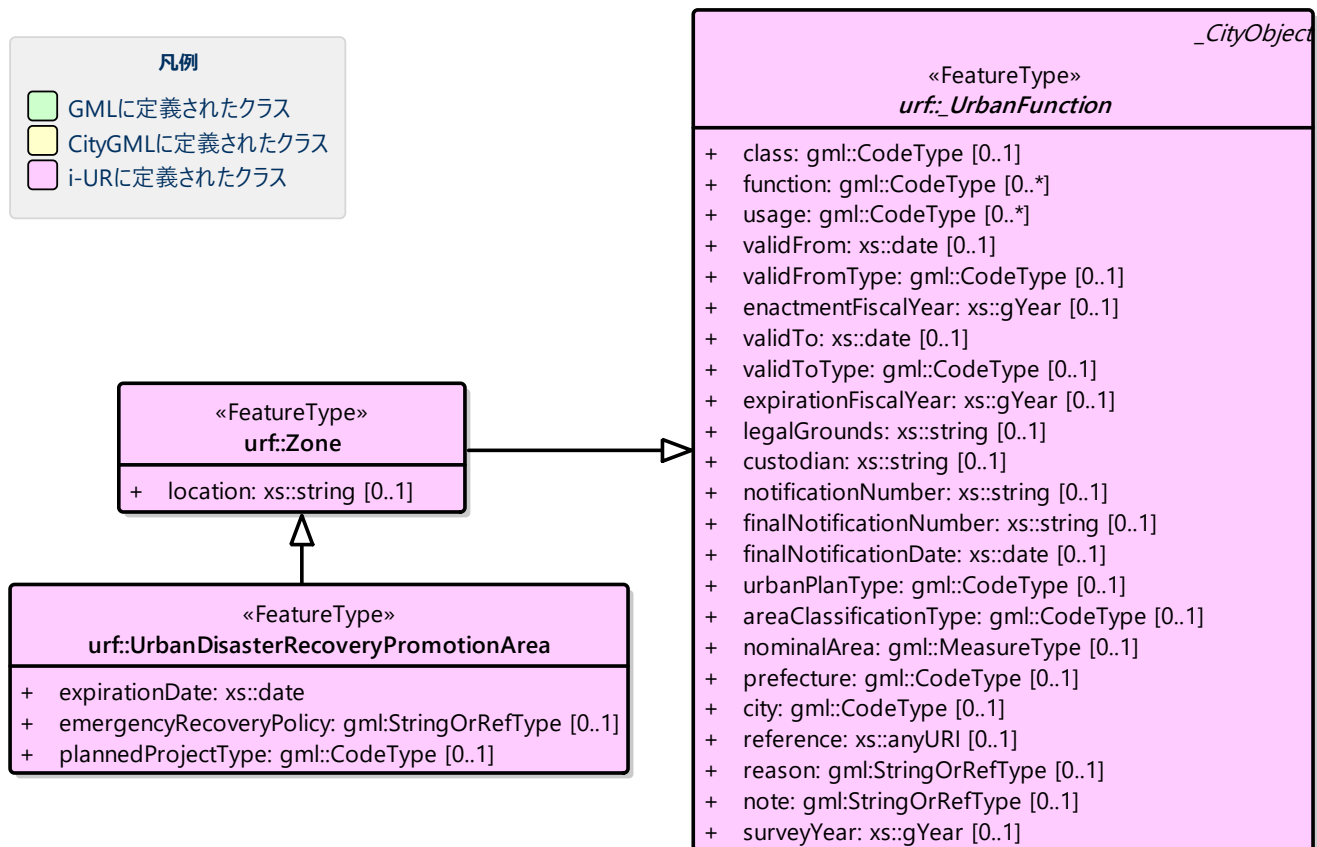 凡例
GMLに定義されたクラス
CityGMLに定義されたクラス
i-URに定義されたクラス
_CityObject
«FeatureType»
urf::_UrbanFunction
+ class: gml::CodeType [0..1]
+ function: gml::CodeType [0..*]
+ usage: gml::CodeType [0..*]
+ validFrom: xs::date [0..1]
+ validFromType: gml::CodeType [0..1]
+ enactmentFiscalYear: xs::gYear [0..1]
+ validTo: xs::date [0..1]
+ validToType: gml::CodeType [0..1]
+ expirationFiscalYear: xs::gYear [0..1]
+ legalGrounds: xs::string [0..1]
+ custodian: xs::string [0..1]
+ notificationNumber: xs::string [0..1]
+ finalNotificationNumber: xs::string [0..1]
+ finalNotificationDate: xs::date [0..1]
+ urbanPlanType: gml::CodeType [0..1]
+ areaClassificationType: gml::CodeType [0..1]
+ nominalArea: gml::MeasureType [0..1]
+ prefecture: gml::CodeType [0..1]
+ city: gml::CodeType [0..1]
+ reference: xs::anyURI [0..1]
+ reason: gml:StringOrRefType [0..1]
+ note: gml:StringOrRefType [0..1]
+ surveyYear: xs::gYear [0..1]
«FeatureType»
urf::Zone
+ location: xs::string [0..1]
«FeatureType»
urf::UrbanDisasterRecoveryPromotionArea
+ expirationDate: xs::date
+ emergencyRecoveryPolicy: gml:StringOrRefType [0..1]
+ plannedProjectType: gml::CodeType [0..1]